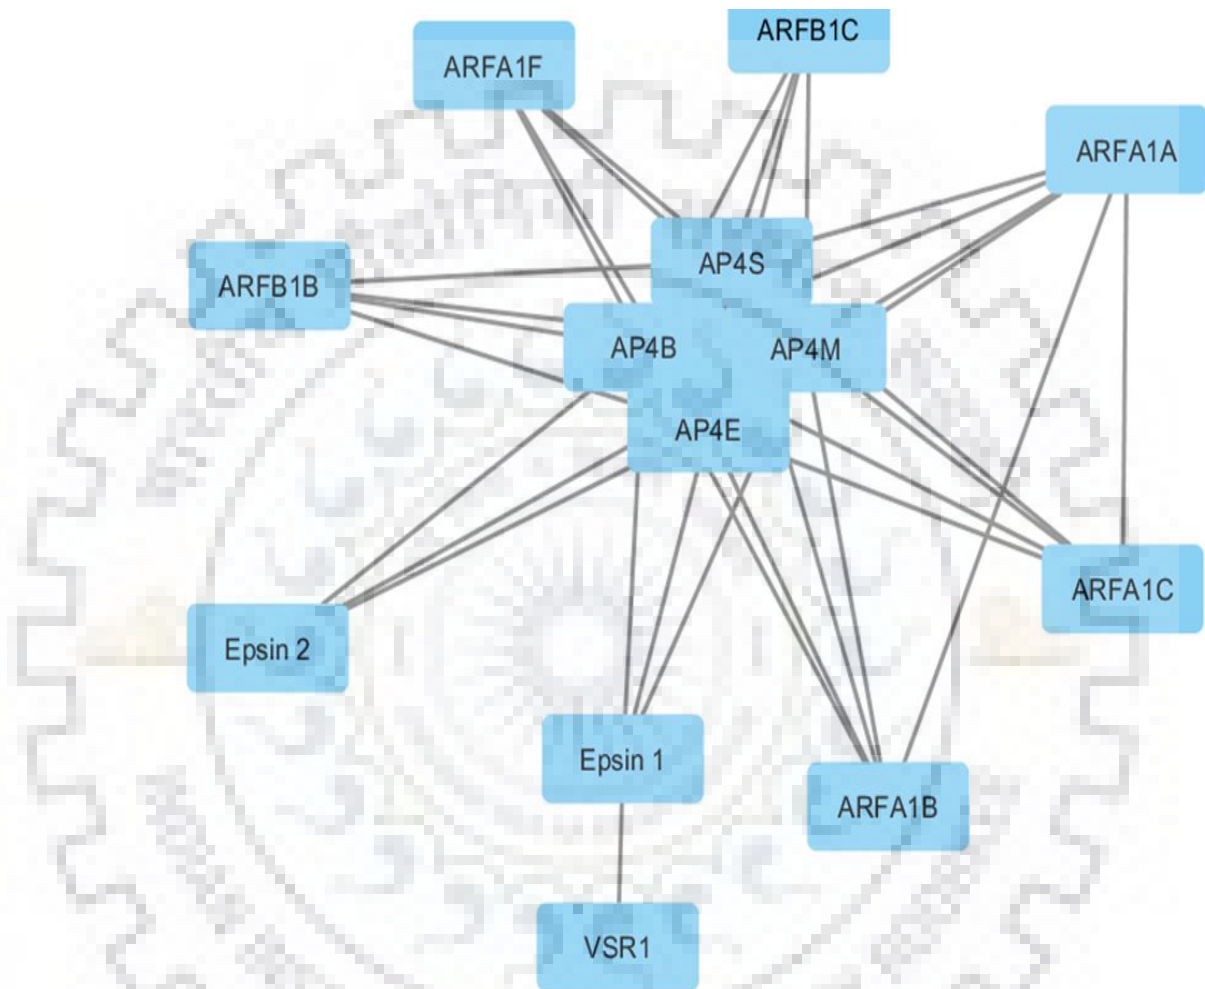 ARFB1C
ARFA1F
ARFA1A
AP4S
ARFB1B
AP4B
AP4M
AP4E
ARFA1C
Epsin 2
Epsin 1
ARFA1B
VSR1